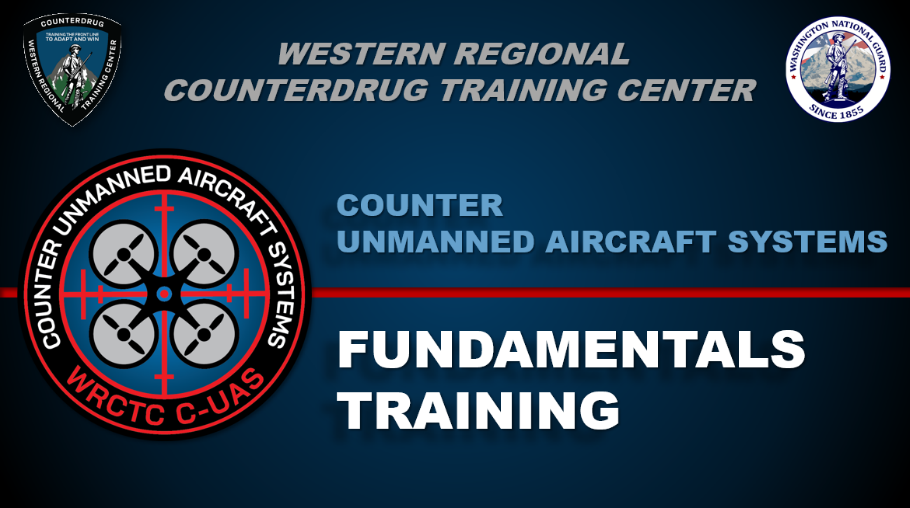 COUNTERDRUG
TRAINING THE FRONT LINE
TO ADAPT AND WIN
WESTERN REGIONAL
TRAINING CENTER
WESTERN REGIONAL
COUNTERDRUG TRAINING CENTER
WASHINGTON NATIONAL GUARD
SINCE 1855
COUNTER UNMANNED AIRCRAFT SYSTEMS
WRCTC C-UAS
COUNTER
UNMANNED AIRCRAFT SYSTEMS
FUNDAMENTALS
TRAINING